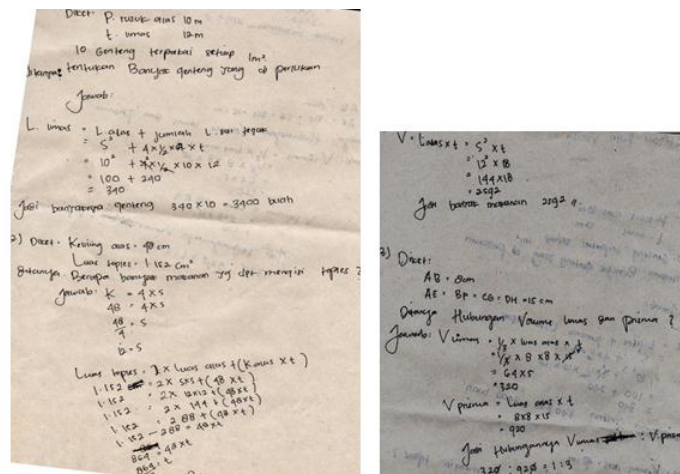 Diket: P. rusuk alas 10 m
t. limas 12 m
10 Genteng terpakai setiap 1m²
ditanya: tentukan Banyak genteng yang di perlukan
Jawab:
L. limas = L. alas + Jumlah L. sisi tegak
= S² + 4 × 1/2 × a × t
= 10² + 4 × 1/2 × 10 × 12
= 100 + 240
= 340
Jadi banyaknya genteng 340 × 10 = 3400 buah
2) Diket = Keliling alas = 48 cm
Luas toples = 1.152 cm²
ditanya. Berapa banyak makanan yg dpt mengisi toples ?
Jawab: K = 4 × s
48 = 4 × s
48/4 = s
12 = s
Luas toples = 2 × luas alas + (K alas × t)
1.152 = 2 × s×s + (48 × t)
1.152 = 2 × 12×12 + (48×t)
1.152 = 2 × 144 + (48×t)
1.152 = 288 + (48×t)
1.152 - 288 = 48×t
864 = 48×t
= t
V = L. alas × t = S² × t
12² × 18
= 144×18
= 2592
Jadi banyak makanan 2592
3) Diket:
AB = 8cm
AE = BF = CG = DH = 15 cm
Ditanya Hubungan Volume limas dan prisma ?
Jawab: V limas = 1/3 × luas alas × t
= 1/3 × 8 × 8 × 15
= 64×5
= 320
V prisma = Luas alas × t
= 8×8 × 15
= 920
Jadi Hubungannya V limas : V prisma
320 : 920 = 1:3